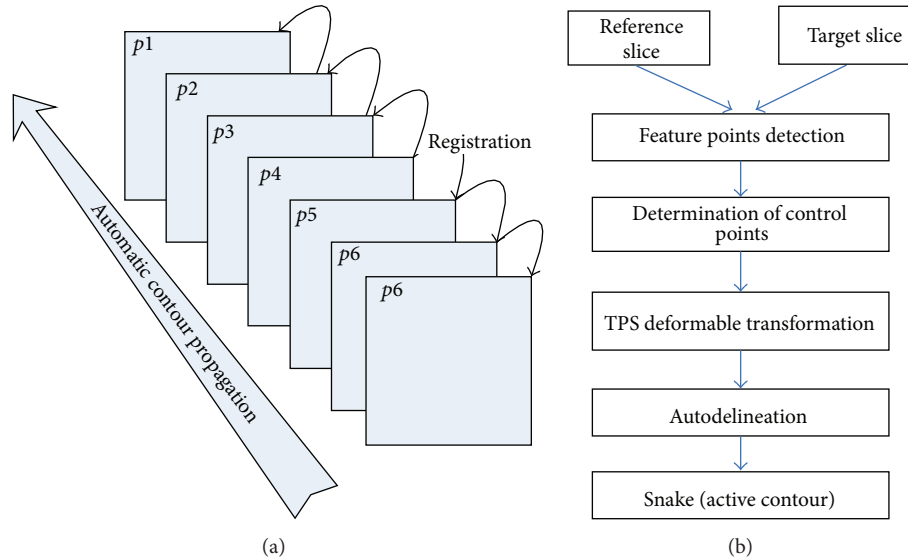 p1
p2
p3
p4
p5
p6
p6
Registration
Automatic contour propagation
(a)
Reference
slice
Target slice
Feature points detection
Determination of control
points
TPS deformable transformation
Autodelineation
Snake (active contour)
(b)